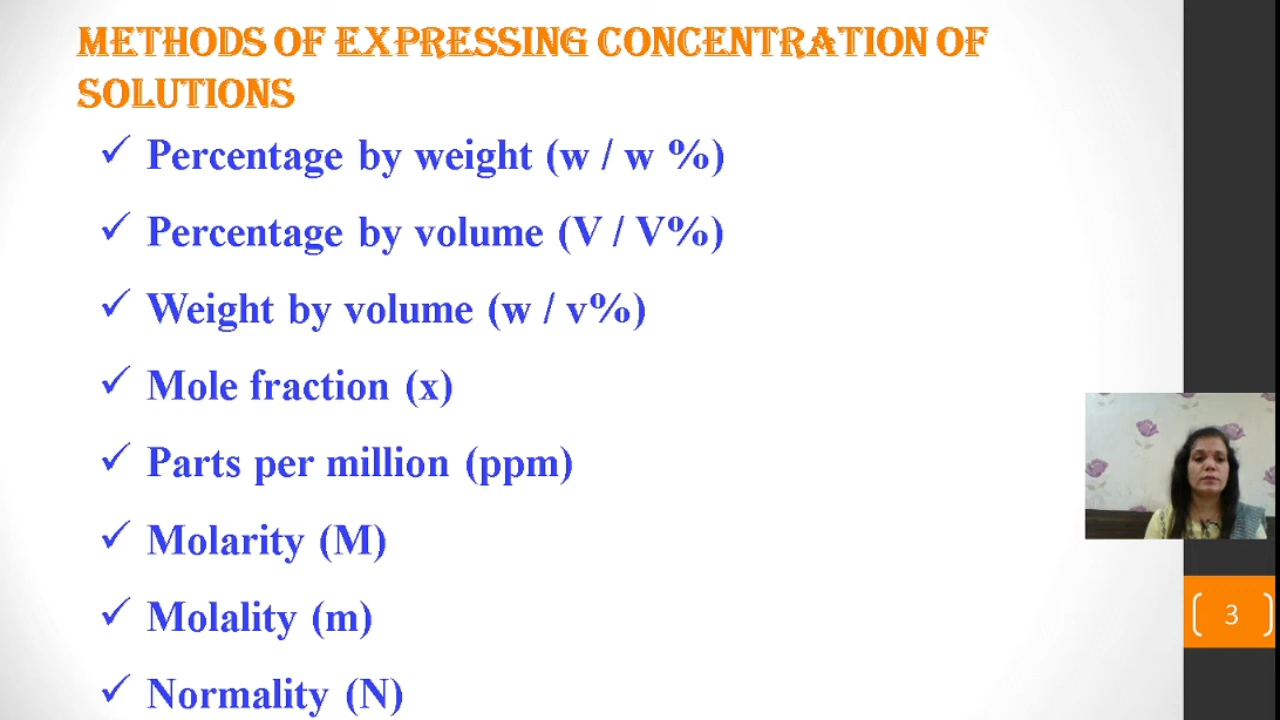 METHODS OF EXPRESSING CONCENTRATION OF
SOLUTIONS
✓ Percentage by weight (w / w %)
✓ Percentage by volume (V / V%)
✓ Weight by volume (w / v%)
✓ Mole fraction (x)
✓ Parts per million (ppm)
✓ Molarity (M)
✓ Molality (m)
✓ Normality (N)
3